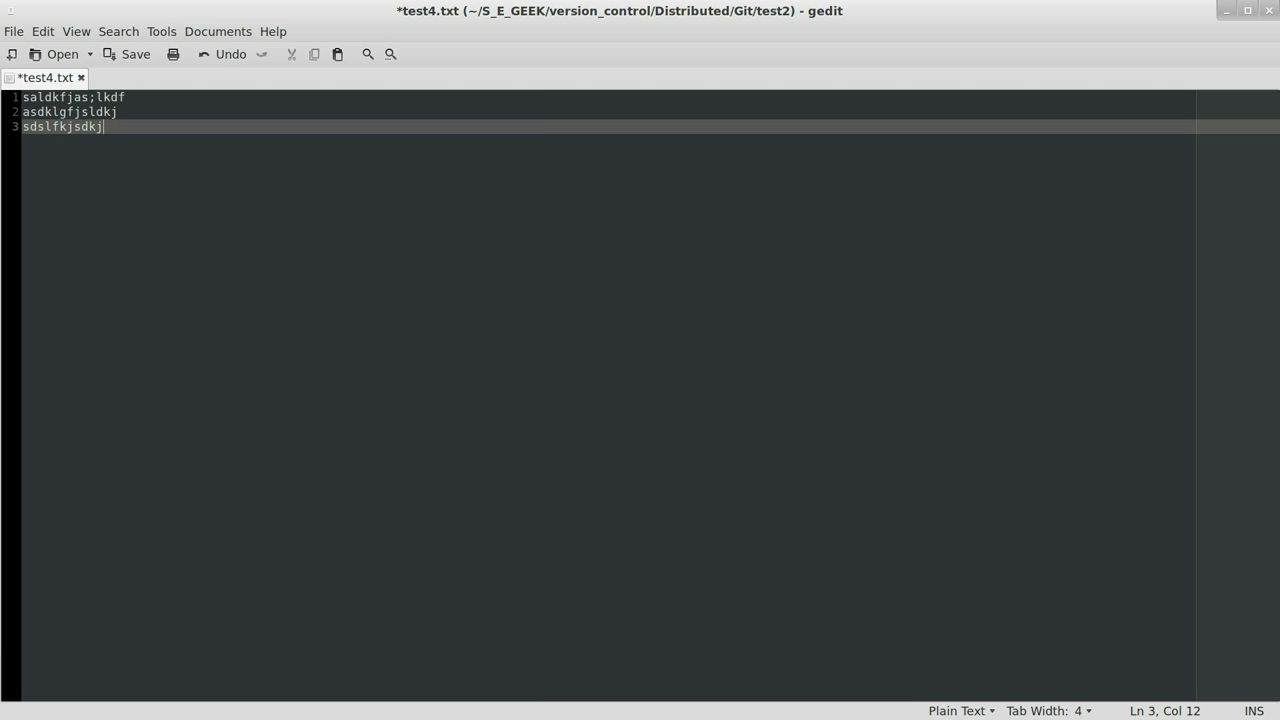 *test4.txt (~/S_E_GEEK/version_control/Distributed/Git/test2) - gedit
File Edit View Search Tools Documents Help
Open Save Undo
*test4.txt
1 saldkfjas;lkdf
2 asdklgfjsldkj
3 sdslfkjsdkj
Plain Text Tab Width: 4 Ln 3, Col 12 INS